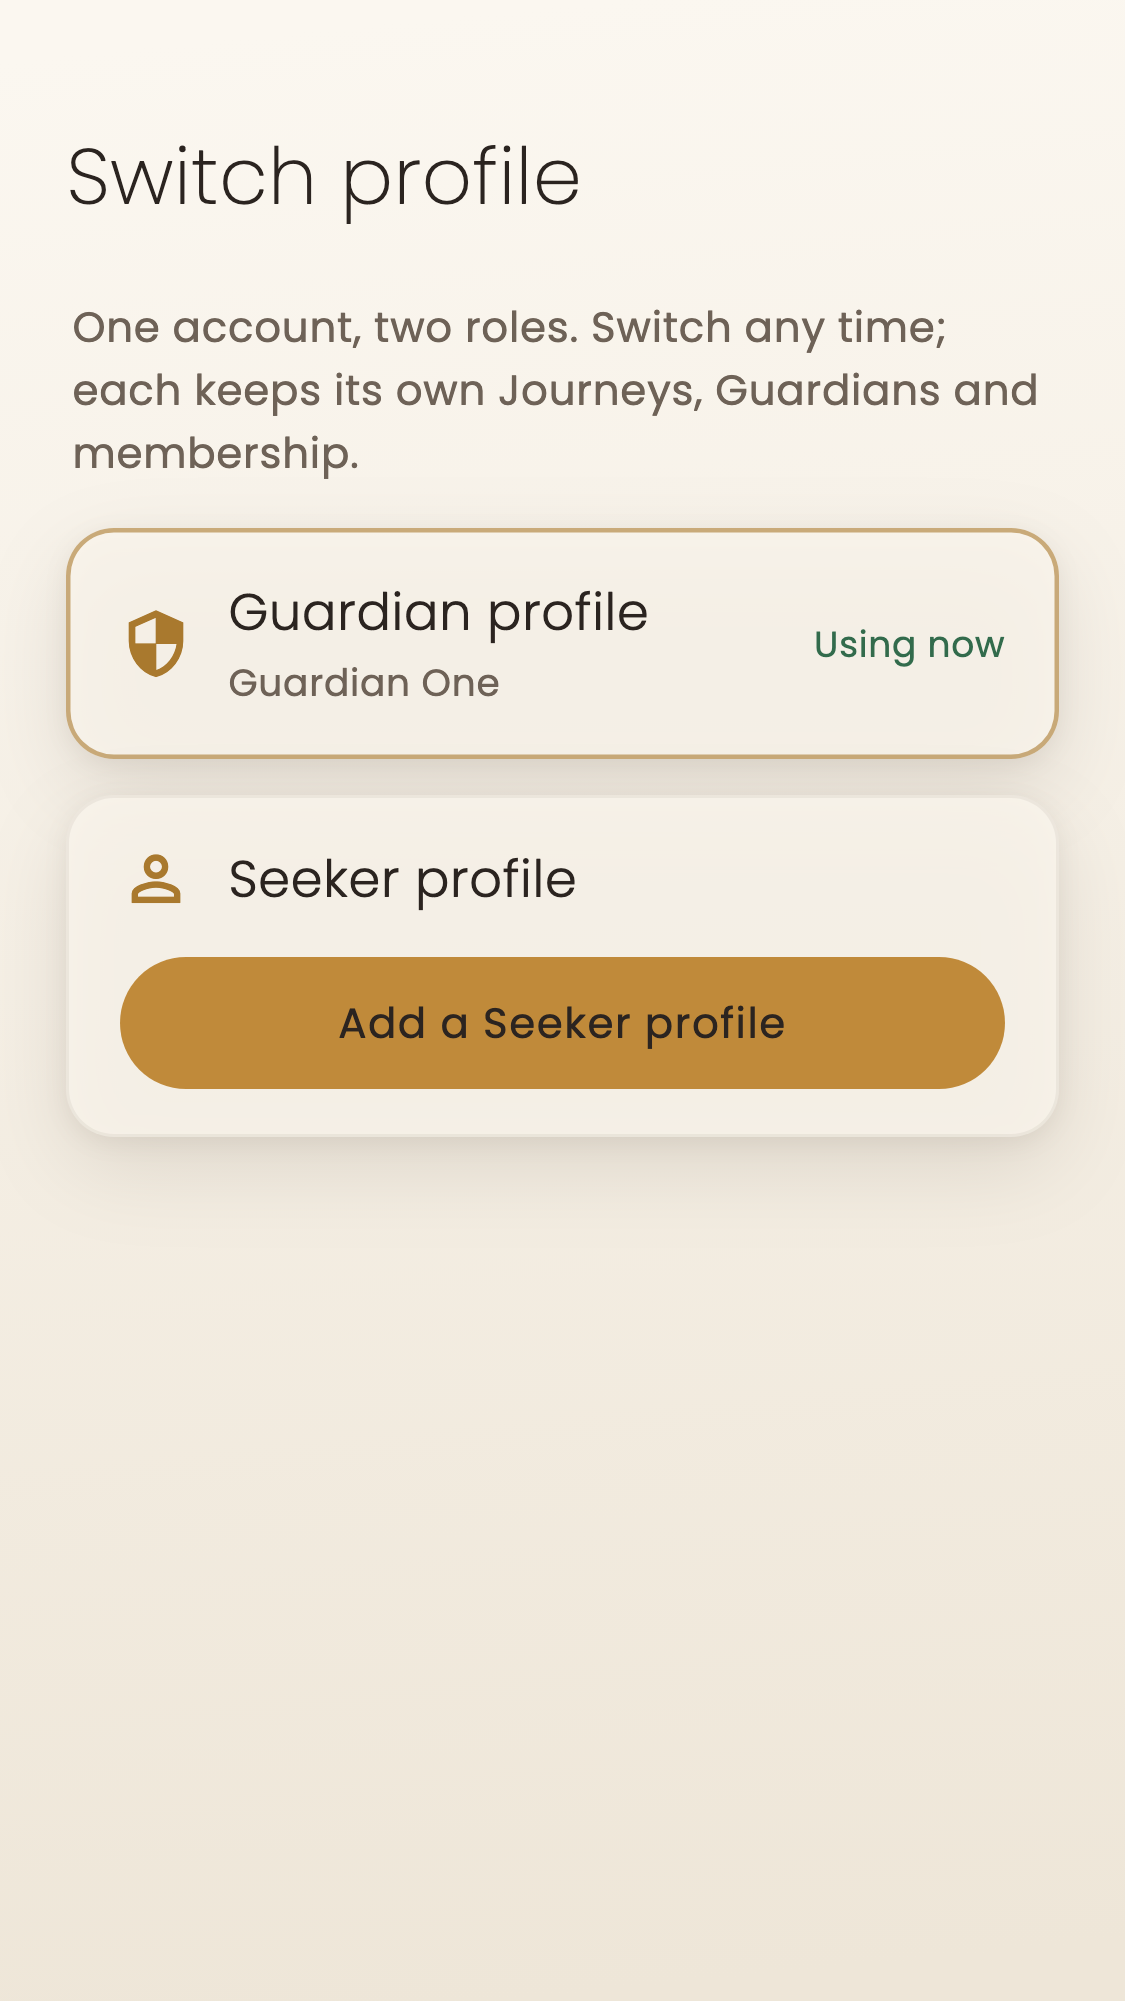 Switch profile
One account, two roles. Switch any time;
each keeps its own Journeys, Guardians and
membership.
Guardian profile
Guardian One
Using now
Seeker profile
Add a Seeker profile